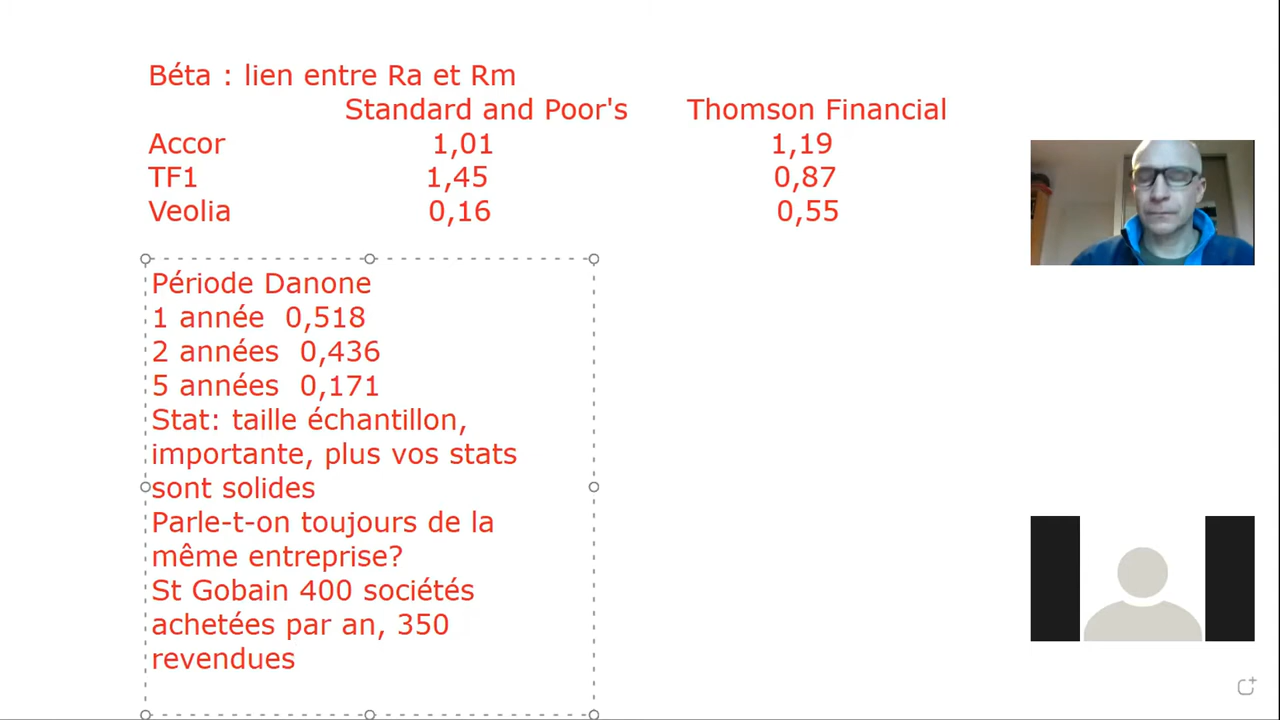 Béta : lien entre Ra et Rm
Standard and Poor's Thomson Financial
Accor 1,01 1,19
TF1 1,45 0,87
Veolia 0,16 0,55
Période Danone
1 année 0,518
2 années 0,436
5 années 0,171
Stat: taille échantillon,
importante, plus vos stats
sont solides
Parle-t-on toujours de la
même entreprise?
St Gobain 400 sociétés
achetées par an, 350
revendues